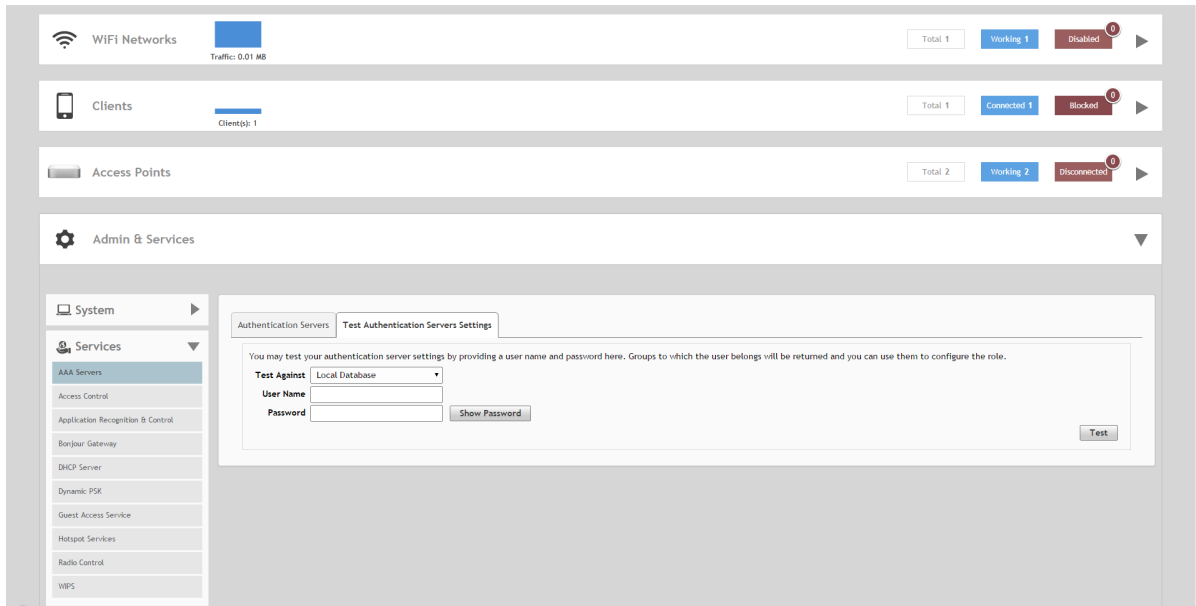 WiFi Networks
Traffic: 0.01 MB
Total 1
Working 1
Disabled
0
Clients
Client(s): 1
Total 1
Connected 1
Blocked
0
Access Points
Total 2
Working 2
Disconnected
0
Admin & Services
System
Services
AAA Servers
Access Control
Application Recognition & Control
Bonjour Gateway
DHCP Server
Dynamic PSK
Guest Access Service
Hotspot Services
Radio Control
WIPS
Authentication Servers
Test Authentication Servers Settings
You may test your authentication server settings by providing a user name and password here. Groups to which the user belongs will be returned and you can use them to configure the role.
Test Against Local Database
User Name
Password Show Password
Test